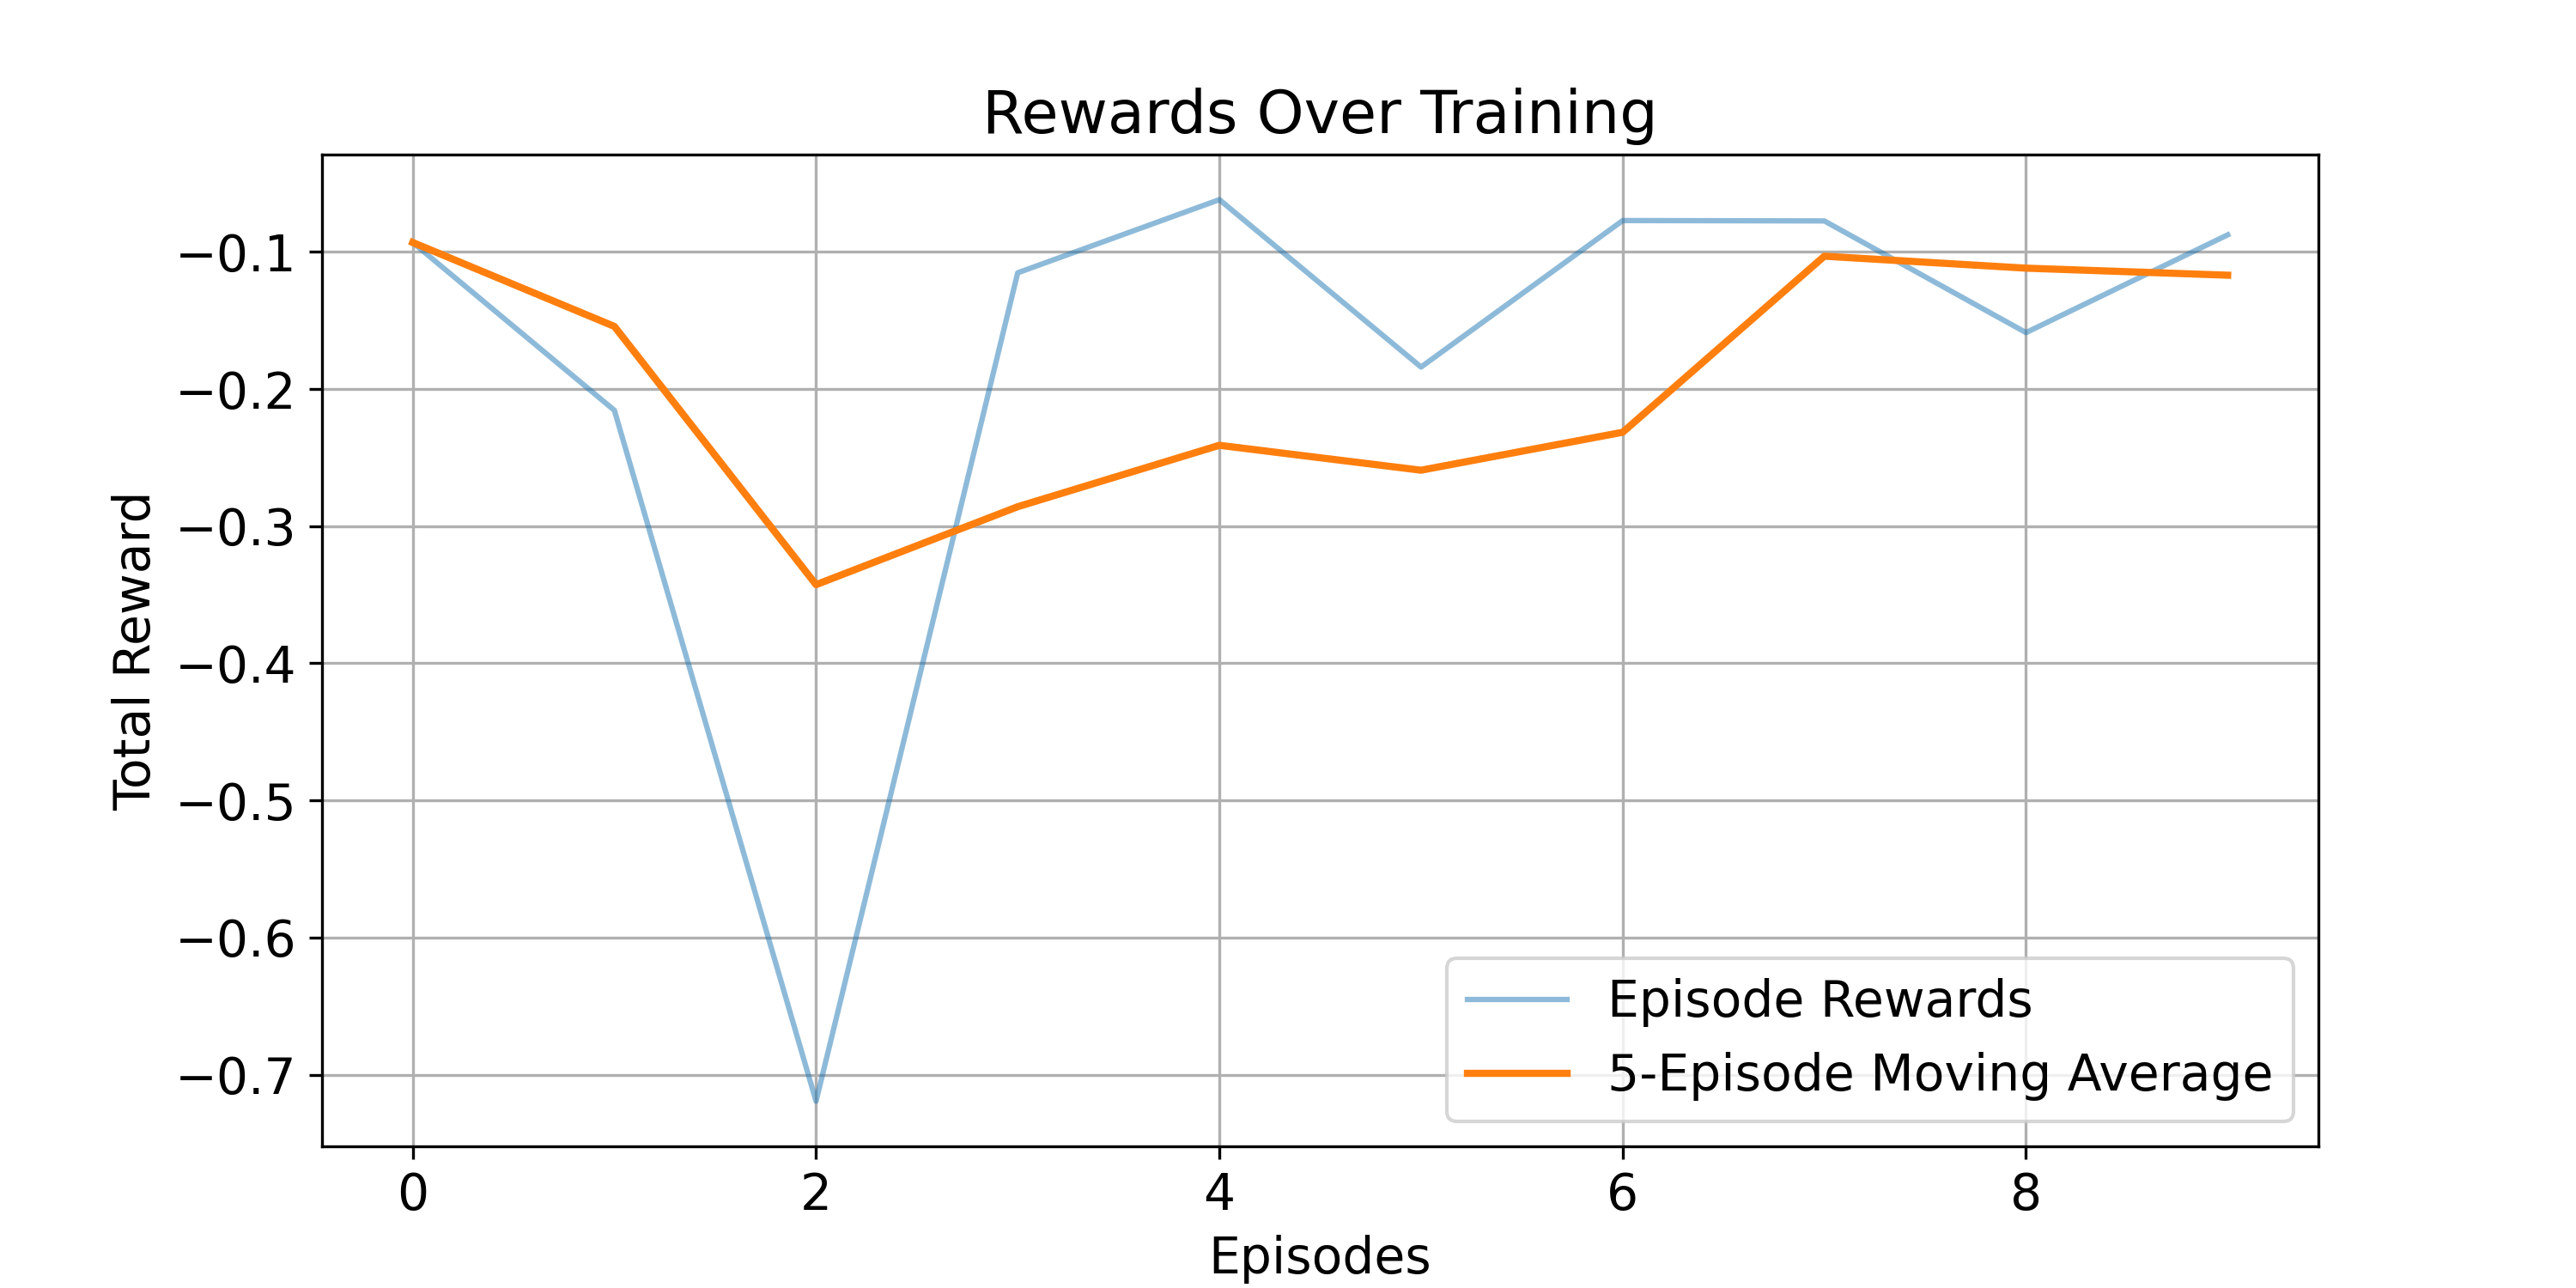 Rewards Over Training
Total Reward
−0.1
−0.2
−0.3
−0.4
−0.5
−0.6
−0.7
Episode Rewards
5-Episode Moving Average
0 2 4 6 8
Episodes